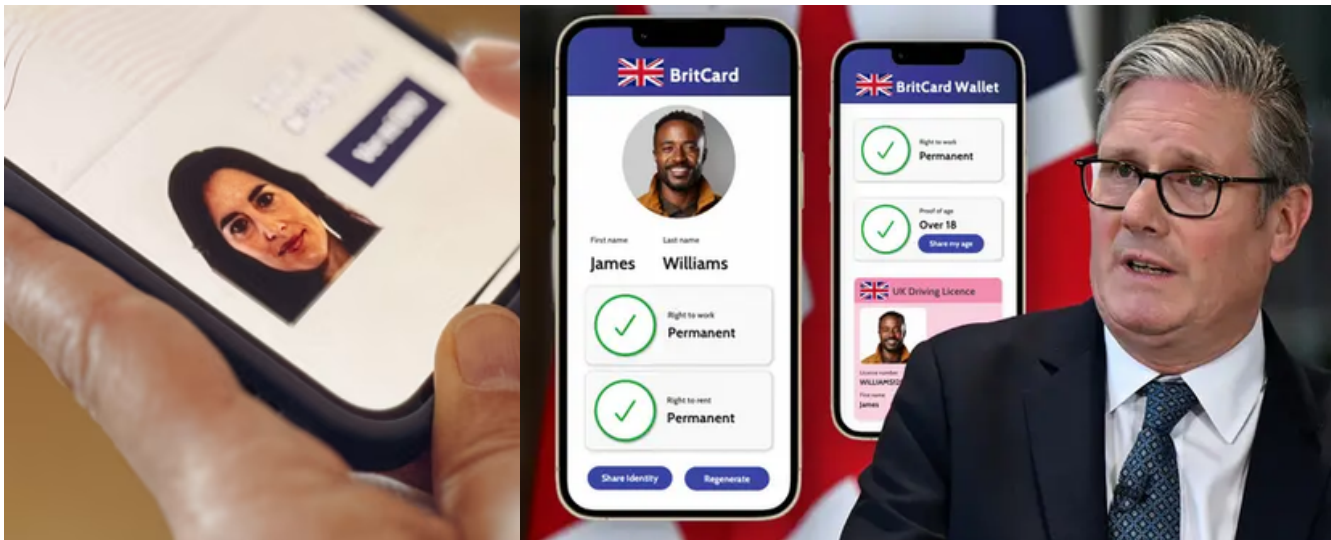 BritCard
First name Last name
James Williams
Right to work
Permanent
Right to rent
Permanent
Share Identity Regenerate
BritCard Wallet
Right to work
Permanent
Proof of age
Over 18
Share my age
UK Driving Licence
Licence number
First name
James